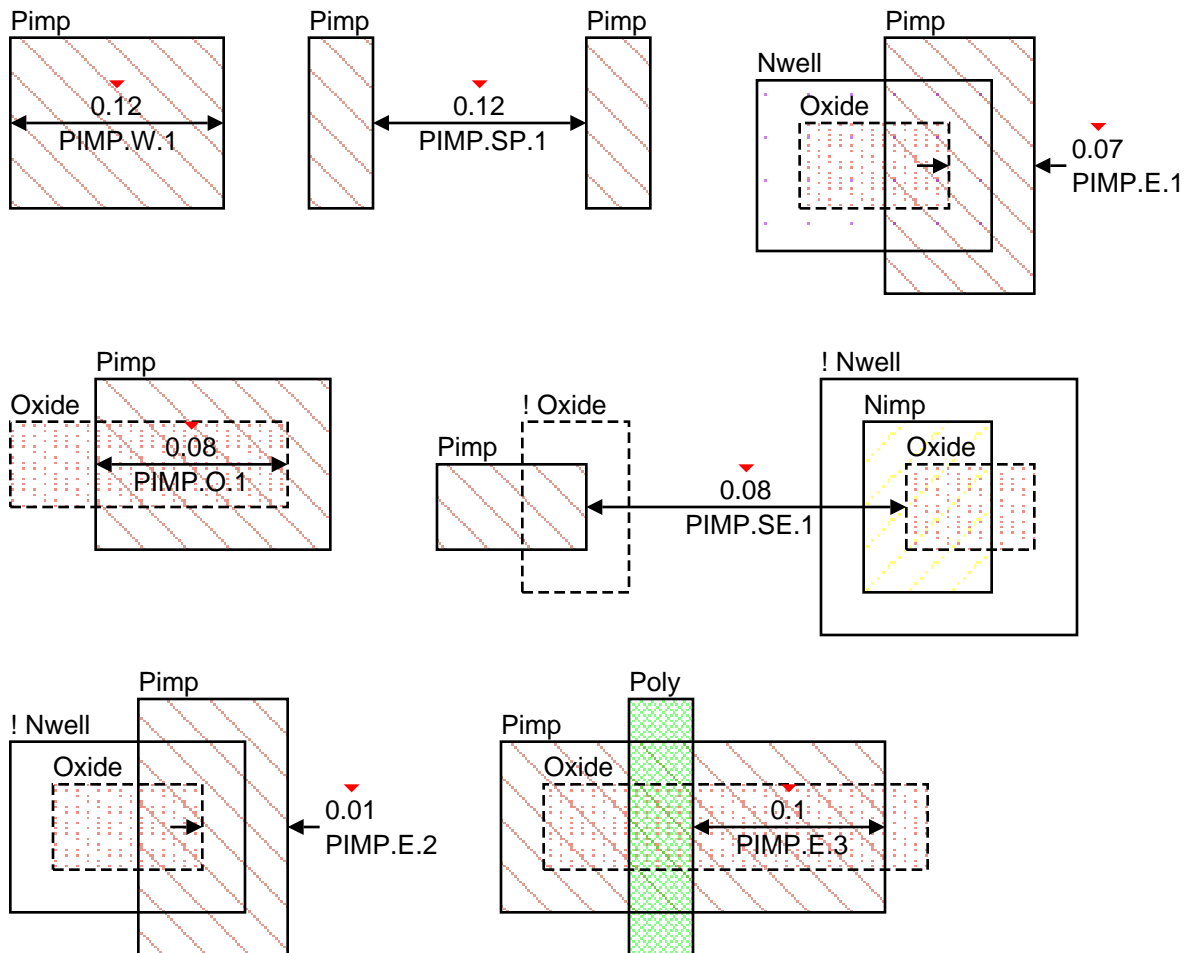 Pimp
0.12
PIMP.W.1
Pimp
Pimp
0.12
PIMP.SP.1
Pimp
Nwell
Oxide
0.07
PIMP.E.1
Pimp
Oxide
0.08
PIMP.O.1
! Oxide
Pimp
0.08
PIMP.SE.1
! Nwell
Nimp
Oxide
Pimp
! Nwell
Oxide
0.01
PIMP.E.2
Poly
Pimp
Oxide
0.1
PIMP.E.3